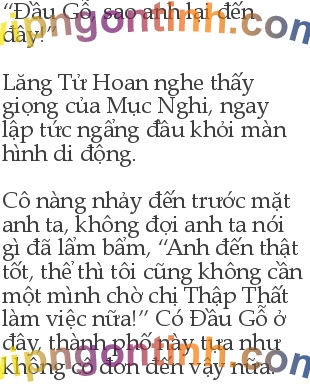 “Đầu Gỗ, sao anh lại đến
đây!”
Lăng Tử Hoan nghe thấy
giọng của Mục Nghi, ngay
lập tức ngẩng đầu khỏi màn
hình di động.
Cô nàng nhảy đến trước mặt
anh ta, không đợi anh ta nói
gì đã lẩm bẩm, “Anh đến thật
tốt, thế thì tôi cũng không cần
một mình chờ chị Thập Thất
làm việc nữa!” Có Đầu Gỗ ở
đây, thành phố này tựa như
không cô đơn đến vậy nữa.
vipngontinh.com
vipngontinh.com